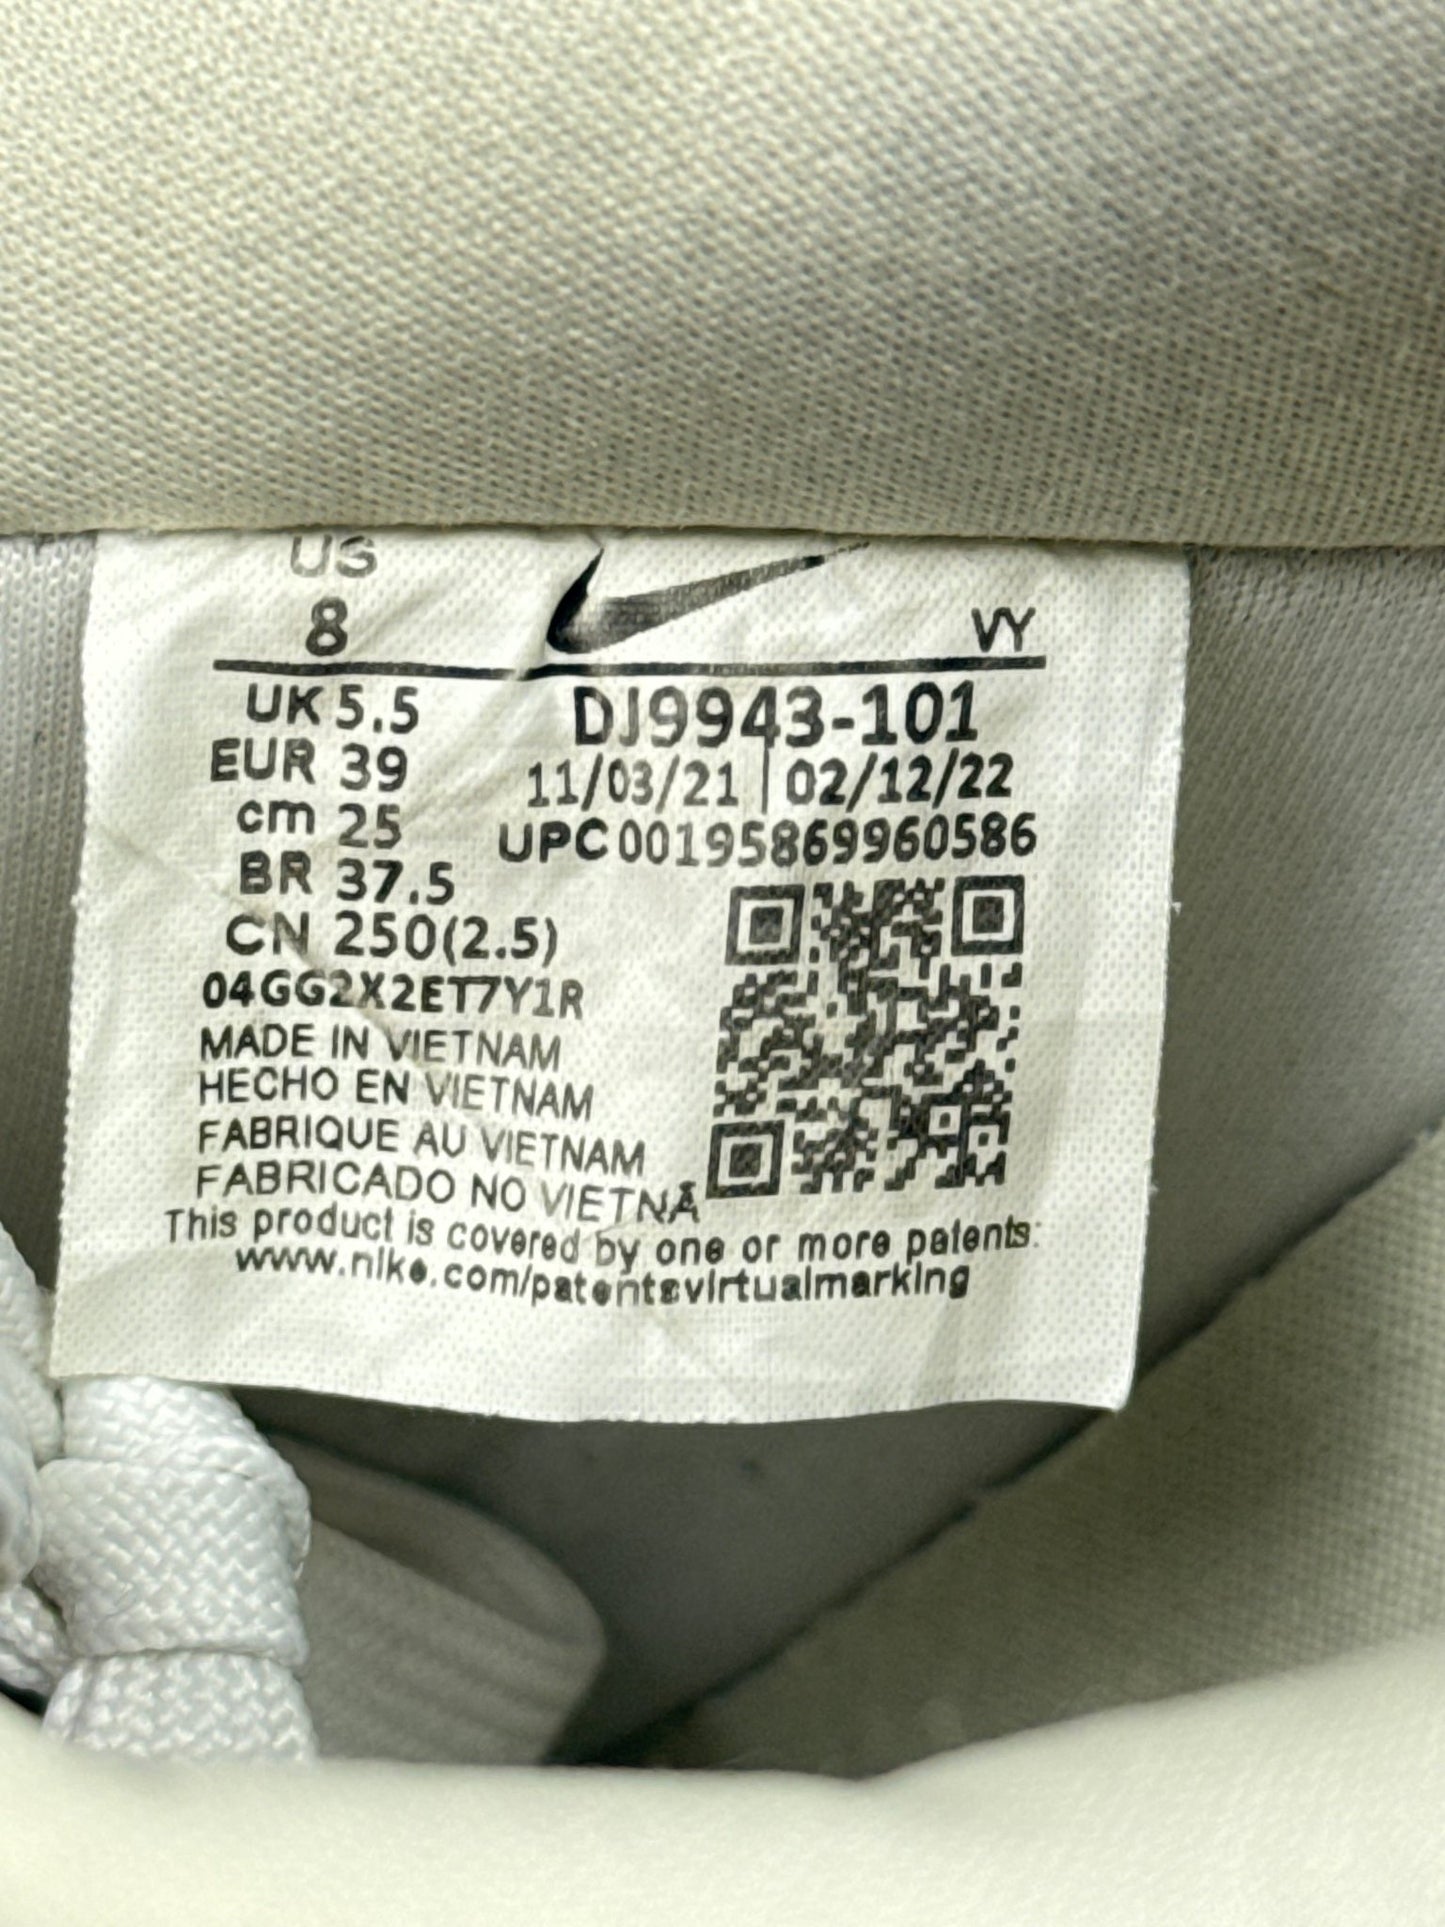 US
8
VY
UK 5.5
EUR 39
cm 25
BR 37.5
CN 250(2.5)
DJ9943-101
11/03/21 | 02/12/22
UPC00195869960586
04GG2X2ET7Y1R
MADE IN VIETNAM
HECHO EN VIETNAM
FABRIQUE AU VIETNAM
FABRICADO NO VIETNÃ
This product is covered by one or more patents:
www.nike.com/patentsvirtualmarking